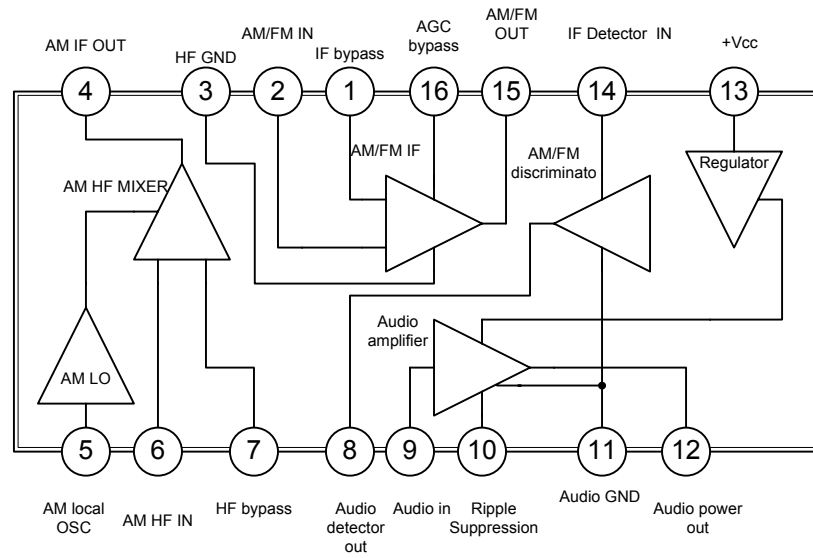 AM IF OUT
HF GND
AM/FM IN
IF bypass
AGC
bypass
AM/FM
OUT
IF Detector IN
+Vcc
4
3
2
1
16
15
14
13
AM/FM IF
AM/FM
discriminato
Regulator
AM HF MIXER
Audio
amplifier
AM LO
5
6
7
8
9
10
11
12
AM local
OSC
AM HF IN
HF bypass
Audio
detector
out
Audio in
Ripple
Suppression
Audio GND
Audio power
out